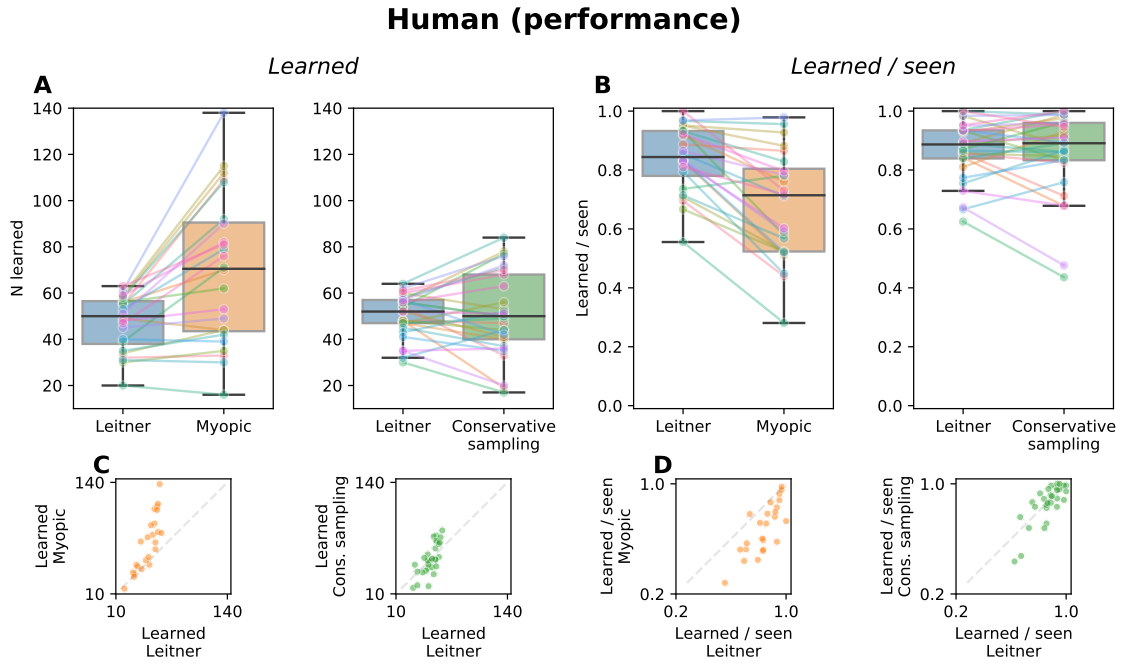 Human (performance)
Learned
Learned / seen
A
B
N learned
140
120
100
80
60
40
20
Leitner
Myopic
140
120
100
80
60
40
20
Leitner
Conservative
sampling
Learned / seen
1.0
0.8
0.6
0.4
0.2
0.0
Leitner
Myopic
1.0
0.8
0.6
0.4
0.2
0.0
Leitner
Conservative
sampling
C
D
Learned
Myopic
140
10
10
140
Learned
Leitner
Learned
Cons. sampling
140
10
10
140
Learned
Leitner
Learned / seen
Myopic
1.0
0.2
0.2
1.0
Learned / seen
Leitner
Learned / seen
Cons. sampling
1.0
0.2
0.2
1.0
Learned / seen
Leitner